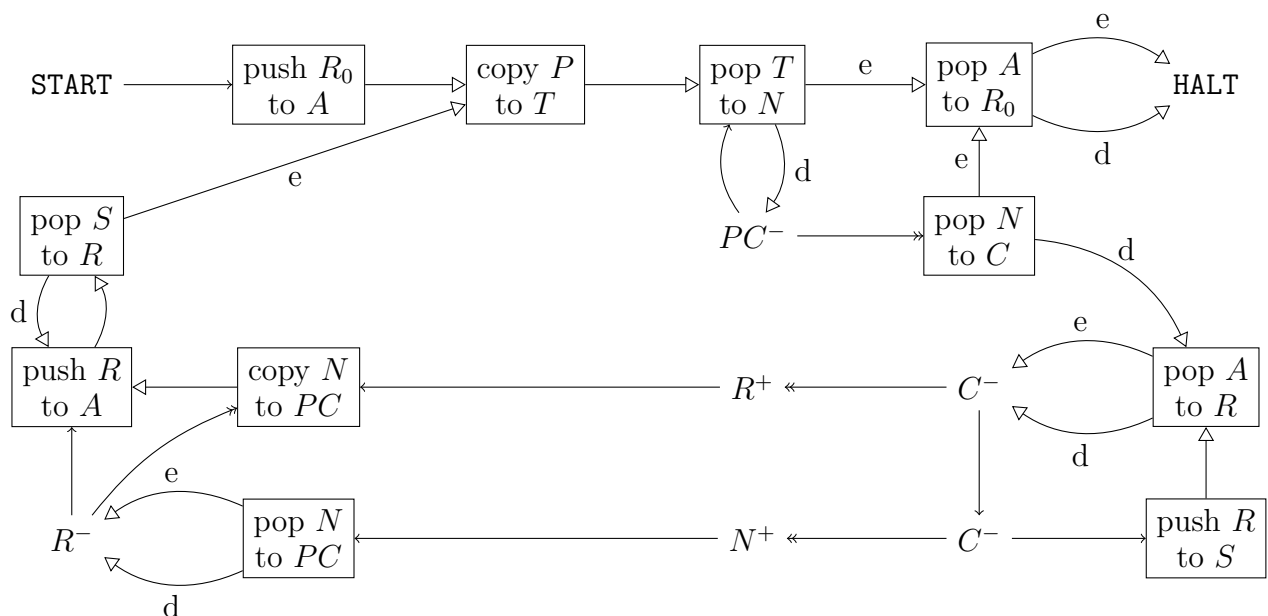 START
push R₀
to A
copy P
to T
pop T
to N
e
pop A
to R₀
e
d
HALT
pop S
to R
e
d
PC⁻
e
pop N
to C
d
d
push R
to A
copy N
to PC
R⁺
C⁻
e
d
pop A
to R
R⁻
e
d
pop N
to PC
N⁺
C⁻
push R
to S